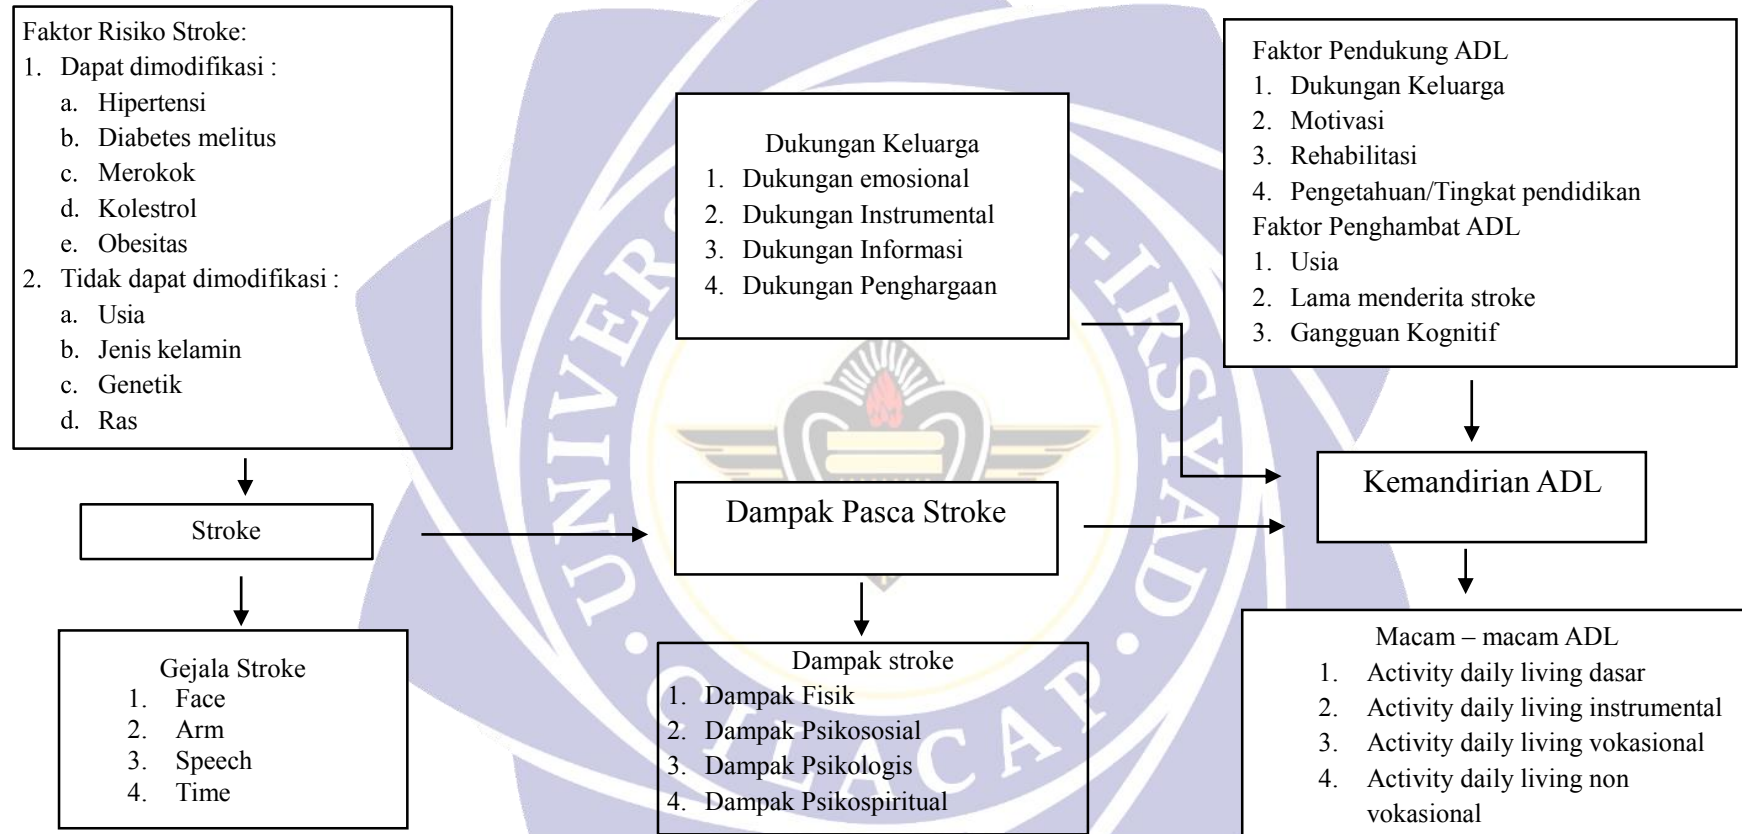 Faktor Risiko Stroke:
1. Dapat dimodifikasi :
a. Hipertensi
b. Diabetes melitus
c. Merokok
d. Kolestrol
e. Obesitas
2. Tidak dapat dimodifikasi :
a. Usia
b. Jenis kelamin
c. Genetik
d. Ras
Stroke
Gejala Stroke
1. Face
2. Arm
3. Speech
4. Time
Dukungan Keluarga
1. Dukungan emosional
2. Dukungan Instrumental
3. Dukungan Informasi
4. Dukungan Penghargaan
Dampak Pasca Stroke
Dampak stroke
1. Dampak Fisik
2. Dampak Psikososial
3. Dampak Psikologis
4. Dampak Psikospiritual
Faktor Pendukung ADL
1. Dukungan Keluarga
2. Motivasi
3. Rehabilitasi
4. Pengetahuan/Tingkat pendidikan
Faktor Penghambat ADL
1. Usia
2. Lama menderita stroke
3. Gangguan Kognitif
Kemandirian ADL
Macam – macam ADL
1. Activity daily living dasar
2. Activity daily living instrumental
3. Activity daily living vokasional
4. Activity daily living non
vokasional
CILACAP